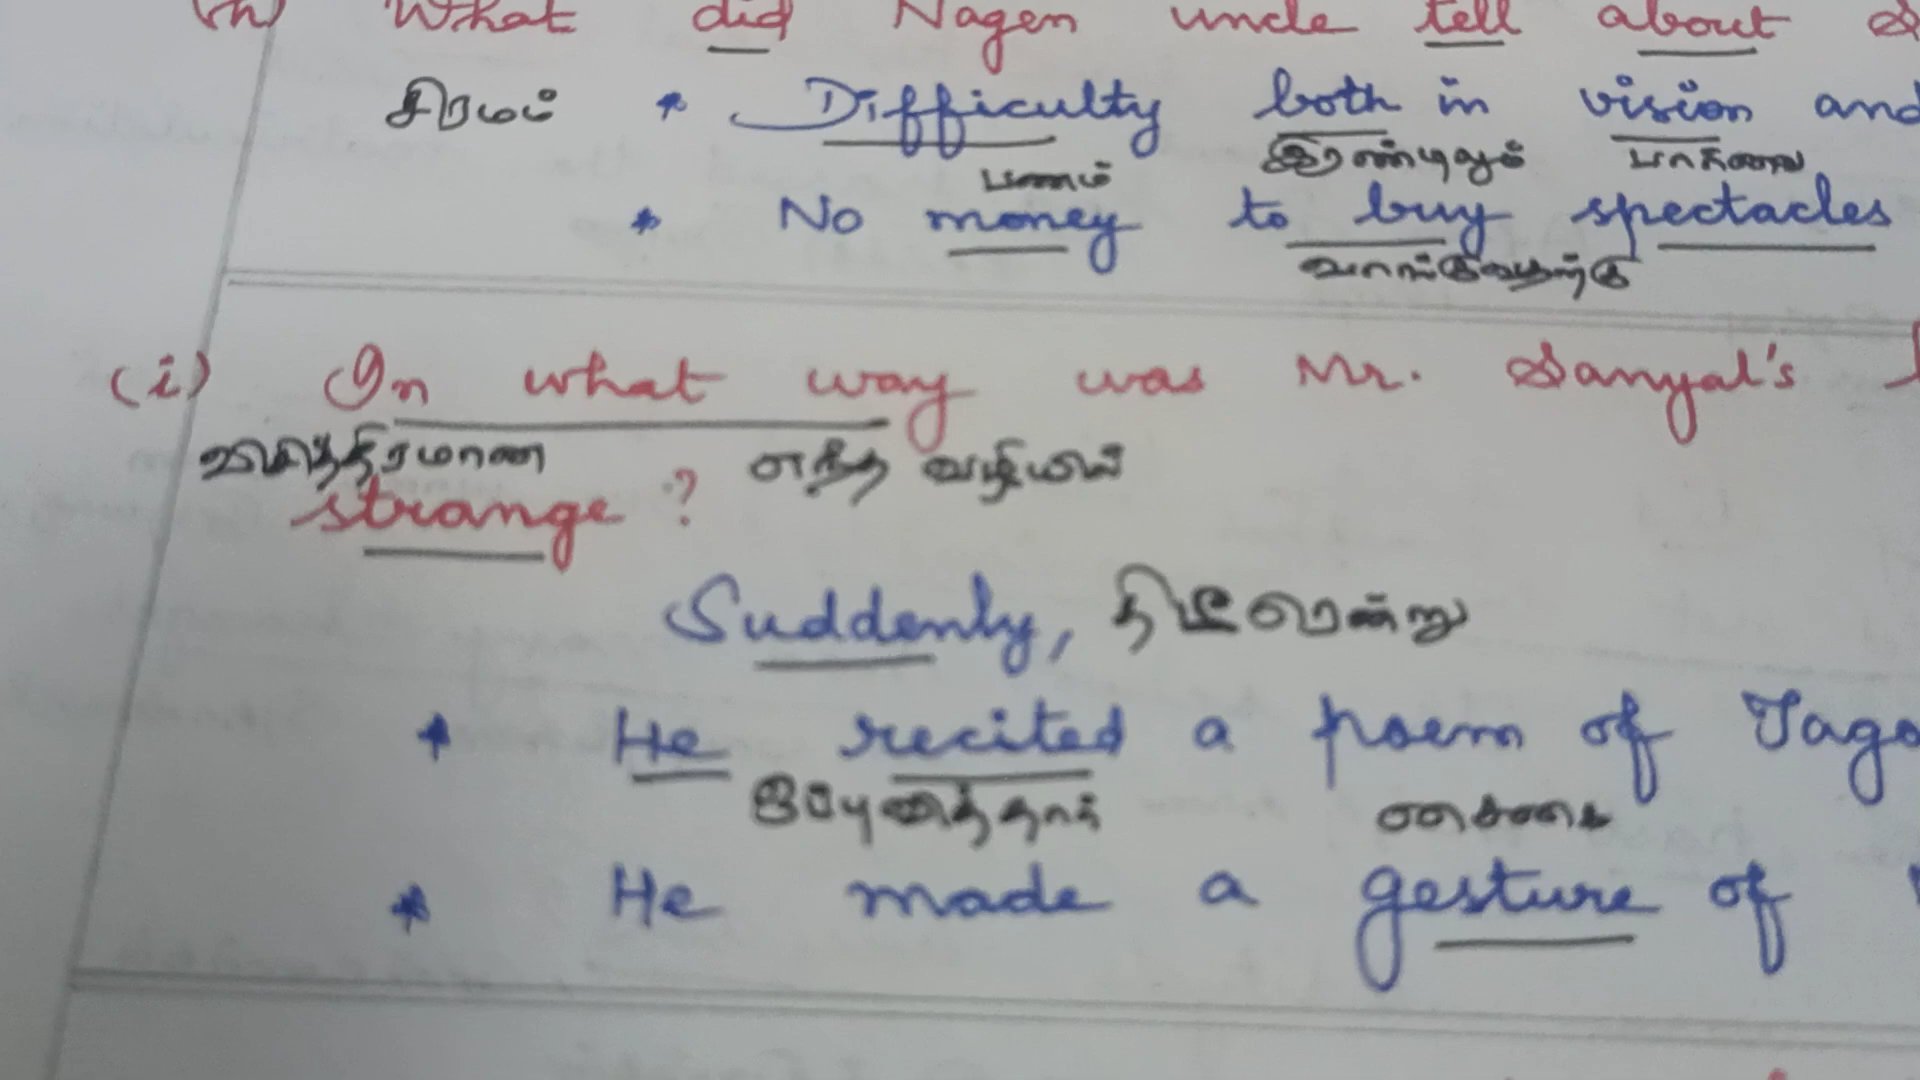 (h) What did Nagen uncle tell about S
சிரமம் * Difficulty both in vision and
பணம் இரண்டிலும் பார்வை
* No money to buy spectacles
வாங்குவதற்கு
(i) In what way was Mr. Sanyal's
விசித்திரமான எந்த வழியில்
strange ?
Suddenly, திடீரென்று
* He recited a poem of Tago
ஒப்புவித்தார் சைகை
* He made a gesture of